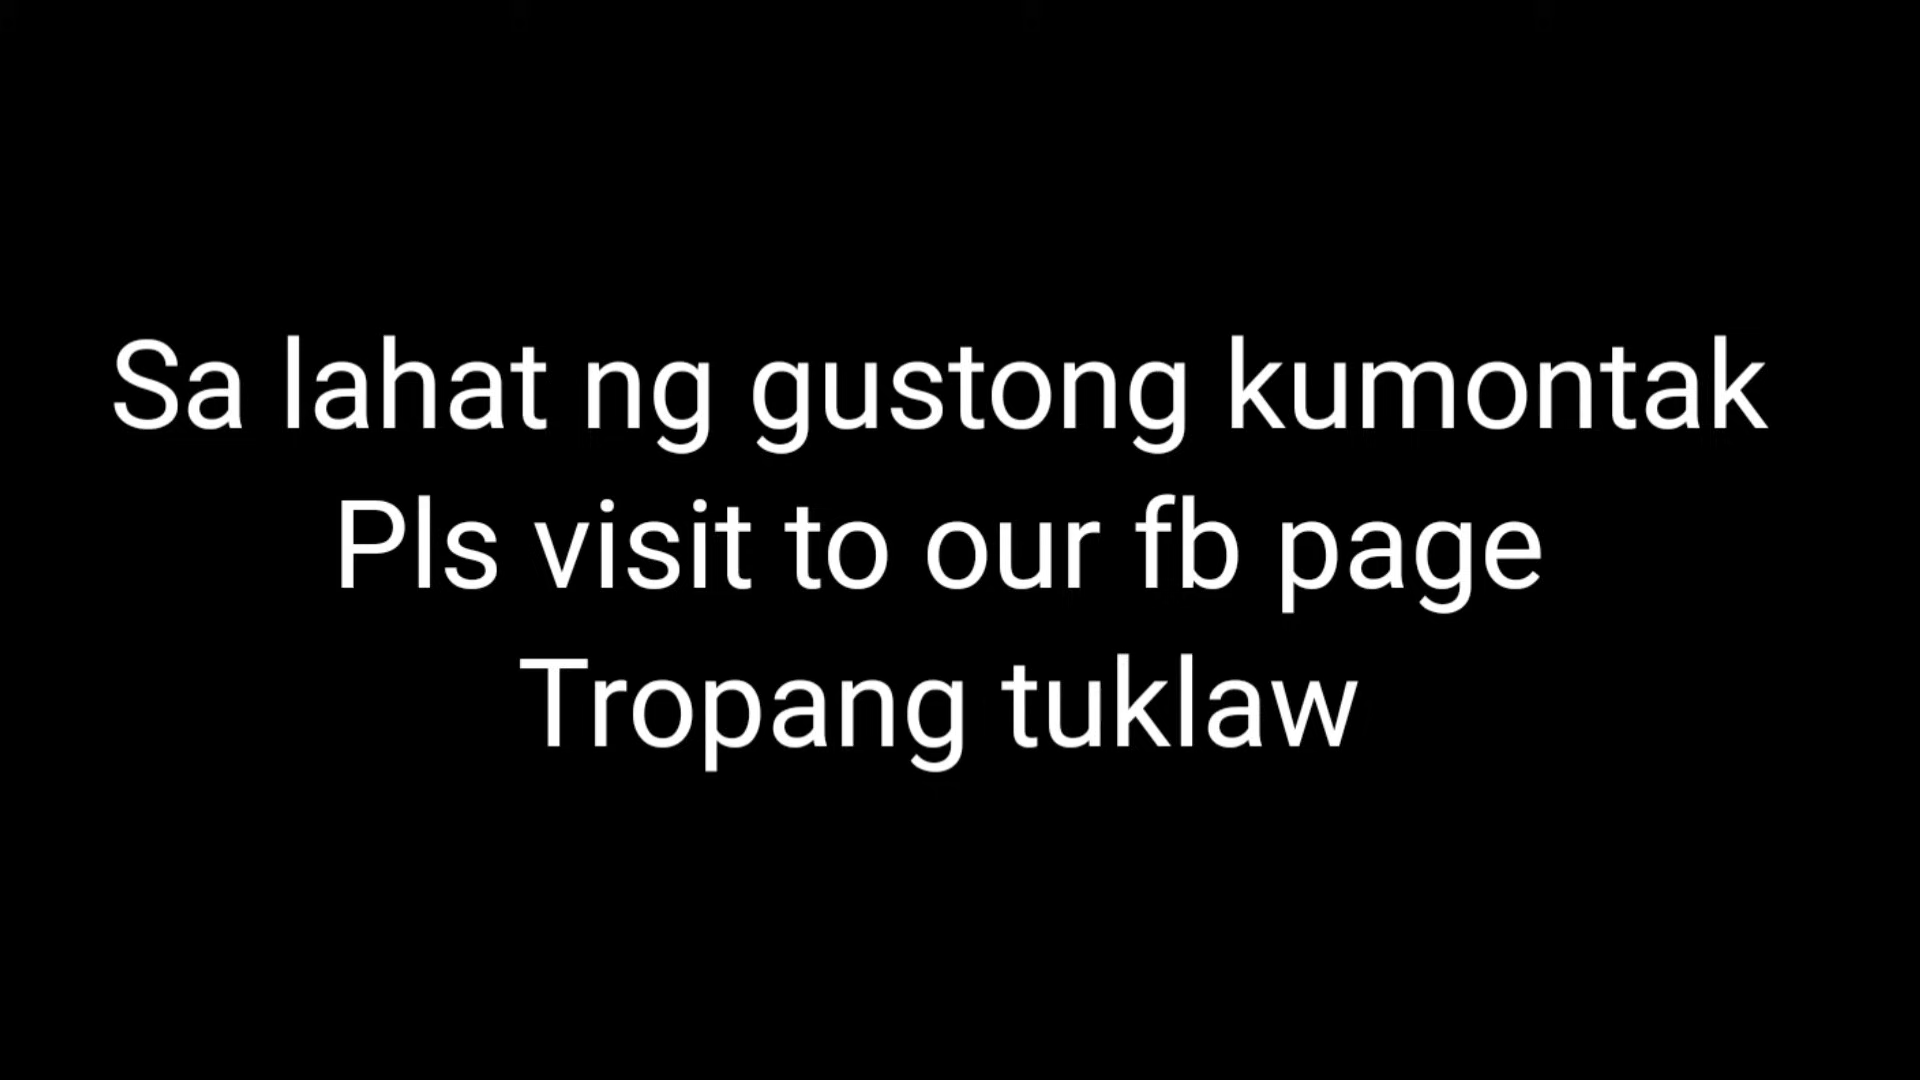 Sa lahat ng gustong kumontak
Pls visit to our fb page
Tropang tuklaw